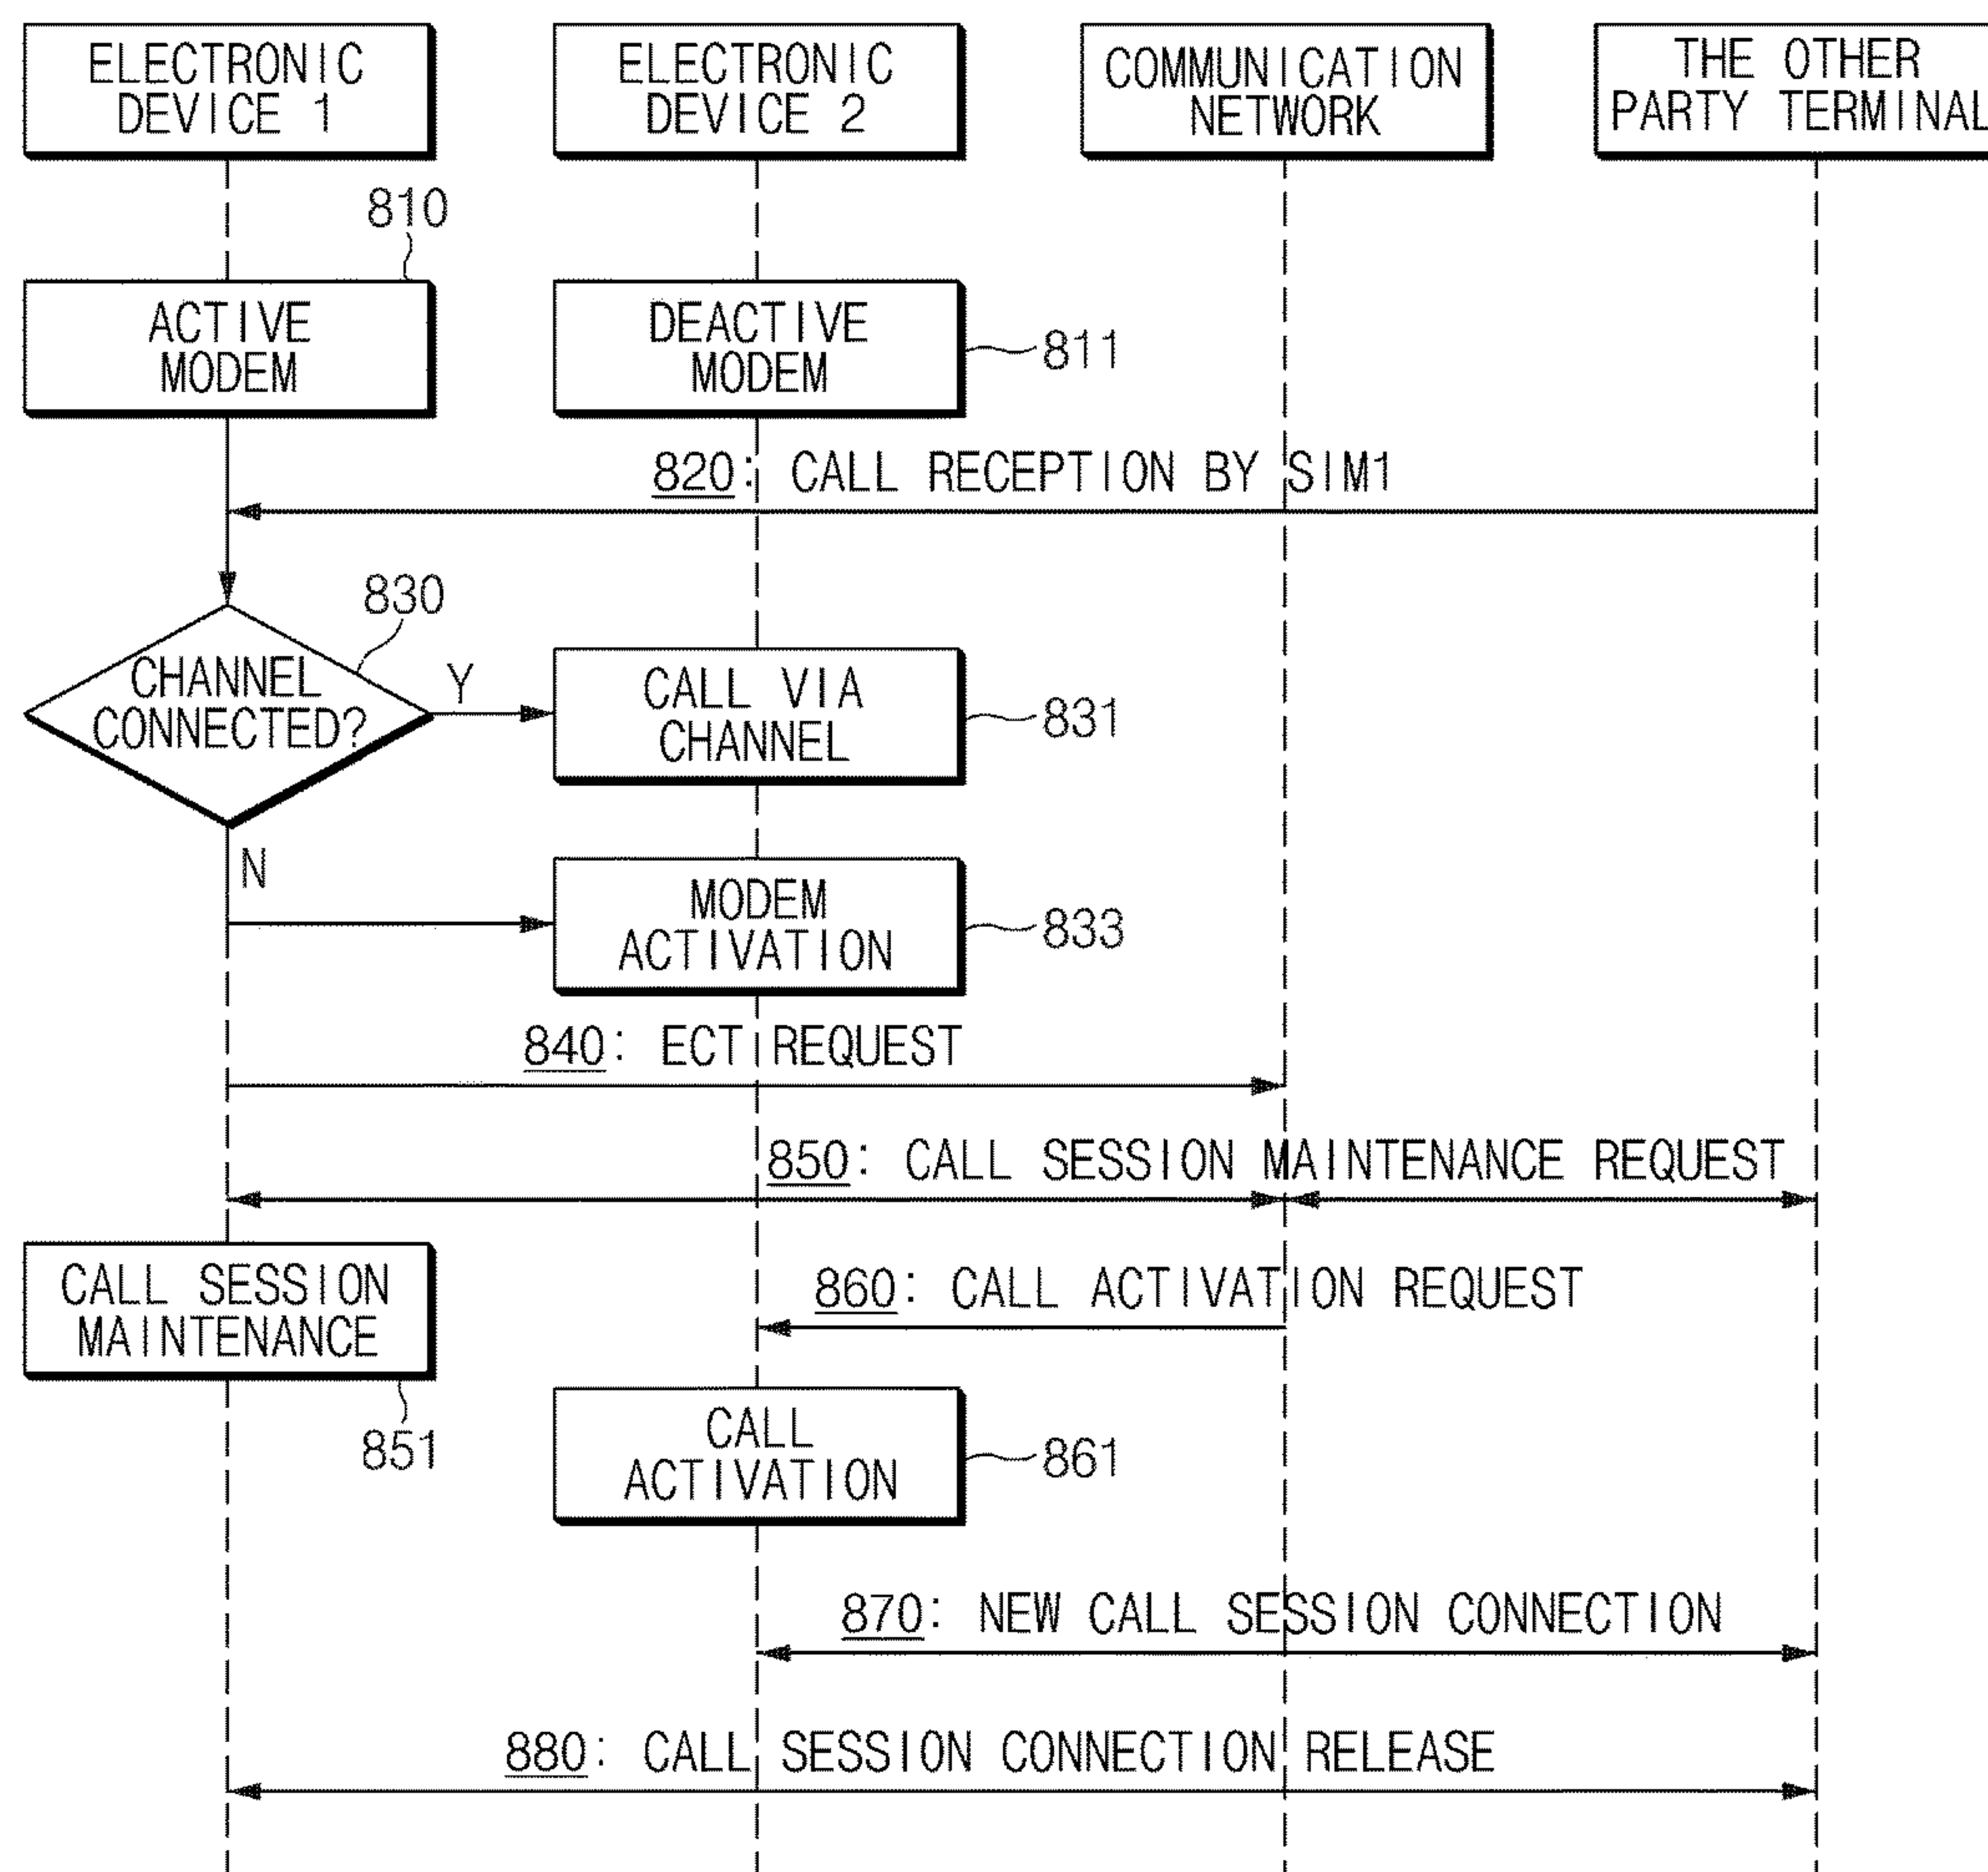 ELECTRONIC
DEVICE 1
ELECTRONIC
DEVICE 2
COMMUNICATION
NETWORK
THE OTHER
PARTY TERMINAL
810
ACTIVE
MODEM
DEACTIVE
MODEM
811
820: CALL RECEPTION BY SIM1
830
CHANNEL
CONNECTED?
Y
CALL VIA
CHANNEL
831
N
MODEM
ACTIVATION
833
840: ECT REQUEST
850: CALL SESSION MAINTENANCE REQUEST
CALL SESSION
MAINTENANCE
851
860: CALL ACTIVATION REQUEST
CALL
ACTIVATION
861
870: NEW CALL SESSION CONNECTION
880: CALL SESSION CONNECTION RELEASE